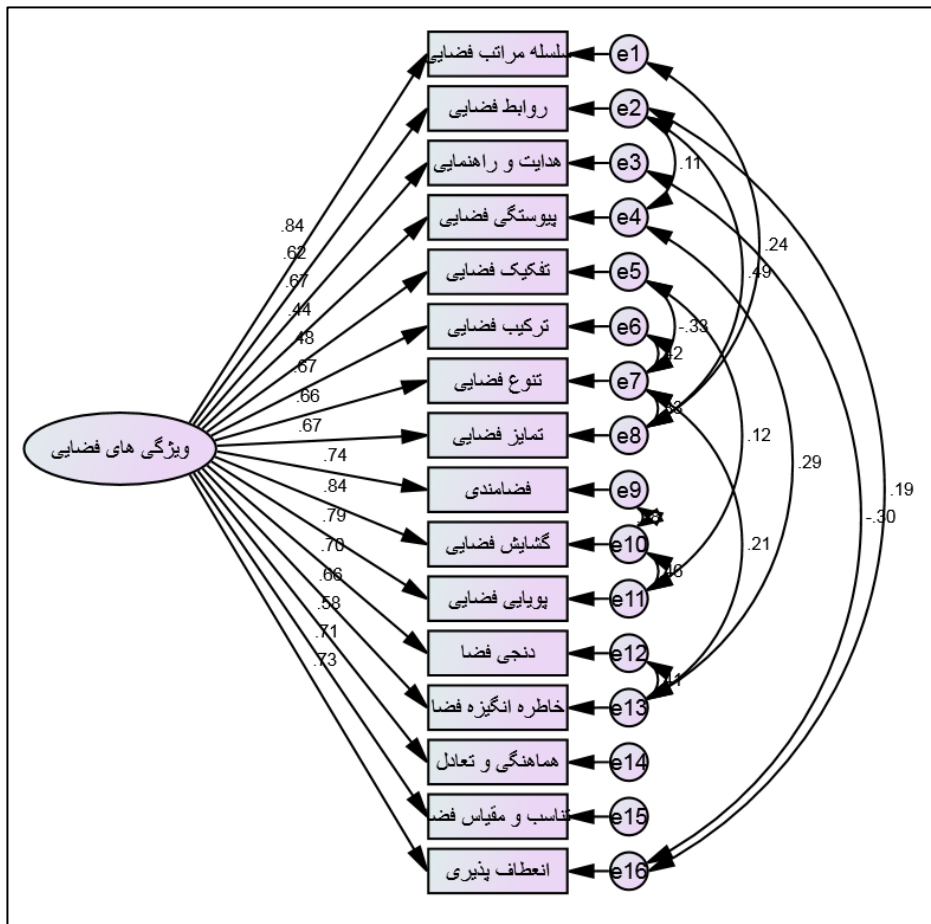 سلسله مراتب فضایی
e1
روابط فضایی
e2
هدایت و راهنمایی
e3
.11
پیوستگی فضایی
e4
.84
.24
.62
تفکیک فضایی
e5
.49
.67
.44
ترکیب فضایی
e6
-.33
.48
.42
.67
تنوع فضایی
e7
.66
.67
تمایز فضایی
e8
.12
ویژگی های فضایی
.74
.29
.84
فضامندی
e9
.19
.79
-.30
.70
گشایش فضایی
e10
.21
.66
.58
پویایی فضایی
e11
.71
.73
دنجی فضا
e12
خاطره انگیزه فضا
e13
هماهنگی و تعادل
e14
تناسب و مقیاس فضا
e15
انعطاف پذیری
e16